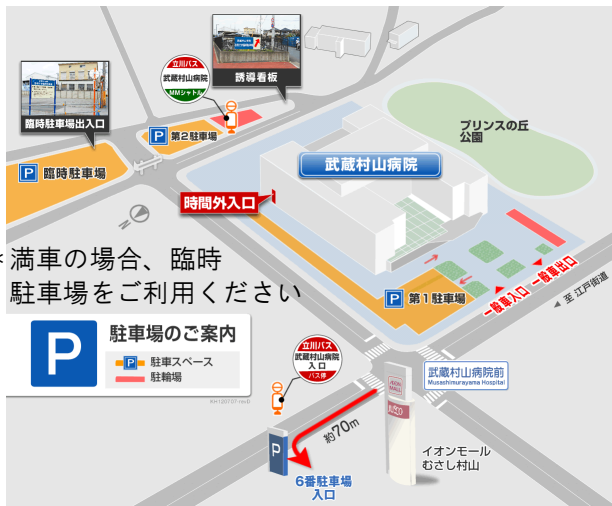 立川バス
武蔵村山病院
MMシャトル
誘導看板
臨時駐車場出入口
P 第2駐車場
P 臨時駐車場
プリンスの丘
公園
武蔵村山病院
時間外入口
N
*満車の場合、臨時
駐車場をご利用ください
P 第1駐車場
一般車入口
一般車出口
至 江戸街道
P
駐車場のご案内
P 駐車スペース
駐輪場
立川バス
武蔵村山病院
入口
バス停
武蔵村山病院前
Musashimurayama Hospital
AEON
MALL
約70m
P
イオンモール
むさし村山
6番駐車場
入口